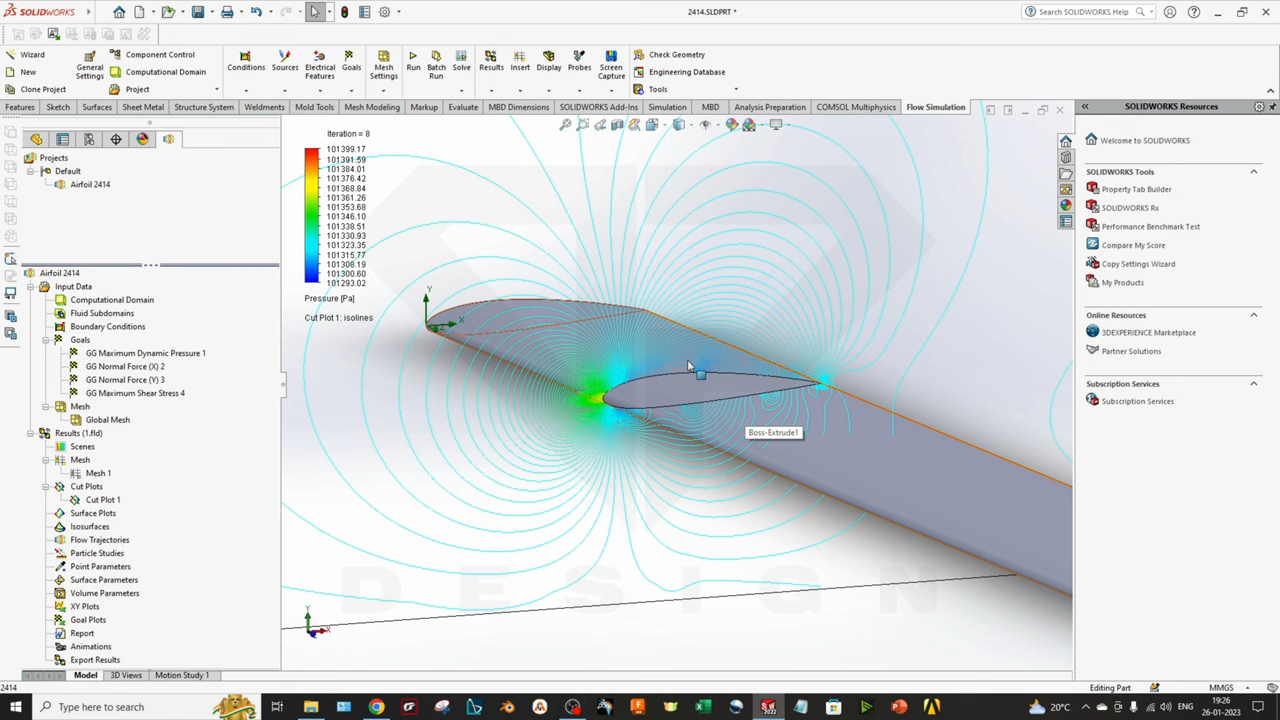 SOLIDWORKS
2414.SLDPRT *
Search SOLIDWORKS Help
Wizard
New
Clone Project
General Settings
Component Control
Computational Domain
Project
Conditions
Sources
Electrical Features
Goals
Mesh Settings
Run
Batch Run
Solve
Results
Insert
Display
Probes
Screen Capture
Check Geometry
Engineering Database
Tools
Features
Sketch
Surfaces
Sheet Metal
Structure System
Weldments
Mold Tools
Mesh Modeling
Markup
Evaluate
MBD Dimensions
SOLIDWORKS Add-Ins
Simulation
MBD
Analysis Preparation
COMSOL Multiphysics
Flow Simulation
Projects
Default
Airfoil 2414
Airfoil 2414
Input Data
Computational Domain
Fluid Subdomains
Boundary Conditions
Goals
GG Maximum Dynamic Pressure 1
GG Normal Force (X) 2
GG Normal Force (Y) 3
GG Maximum Shear Stress 4
Mesh
Global Mesh
Results (1.fld)
Scenes
Mesh
Mesh 1
Cut Plots
Cut Plot 1
Surface Plots
Isosurfaces
Flow Trajectories
Particle Studies
Point Parameters
Surface Parameters
Volume Parameters
XY Plots
Goal Plots
Report
Animations
Export Results
Iteration = 8
101399.17
101391.59
101384.01
101376.42
101368.84
101361.26
101353.68
101346.10
101338.51
101330.93
101323.35
101315.77
101308.19
101300.60
101293.02
Pressure [Pa]
Cut Plot 1: isolines
Y
X
Boss-Extrude1
DESIGN
Y
X
SOLIDWORKS Resources
Welcome to SOLIDWORKS
SOLIDWORKS Tools
Property Tab Builder
SOLIDWORKS Rx
Performance Benchmark Test
Compare My Score
Copy Settings Wizard
My Products
Online Resources
3DEXPERIENCE Marketplace
Partner Solutions
Subscription Services
Subscription Services
Model
3D Views
Motion Study 1
2414
Editing Part
MMGS
Type here to search
20°C
ENG
19:26
26-01-2023